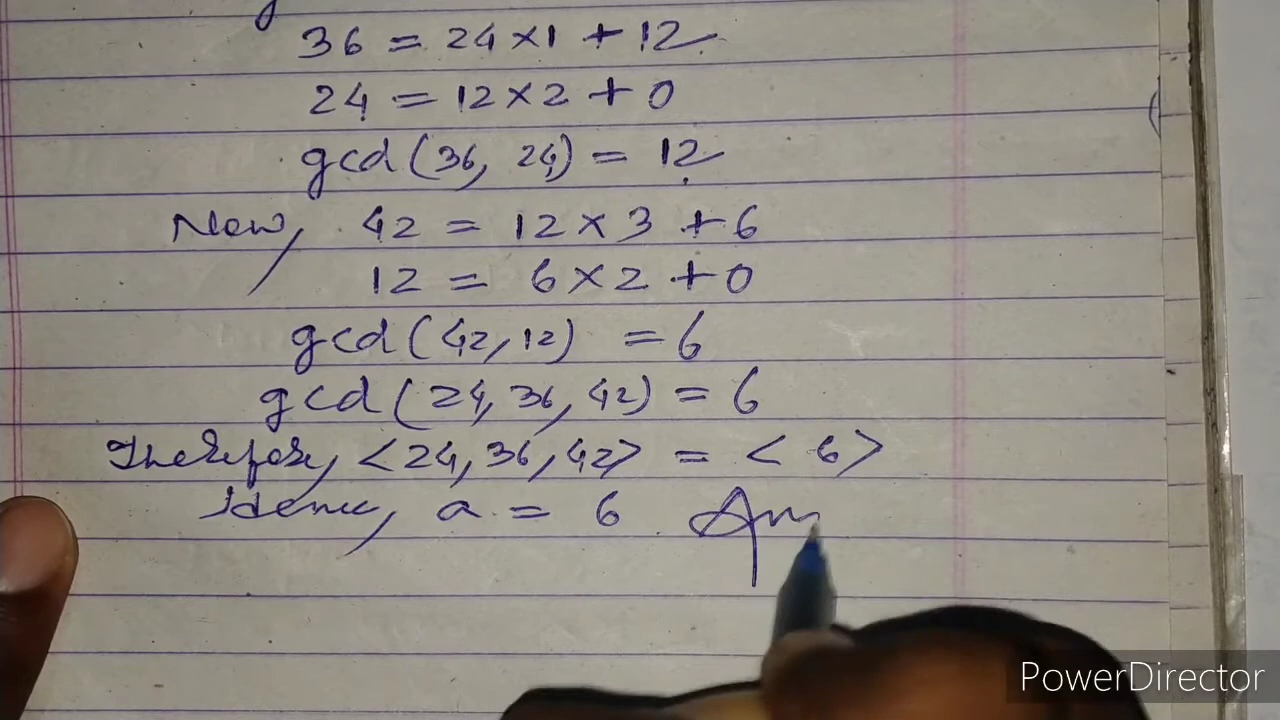 36 = 24 × 1 + 12
24 = 12 × 2 + 0
gcd (36, 24) = 12
Now, 42 = 12 × 3 + 6
12 = 6 × 2 + 0
gcd (42, 12) = 6
gcd (24, 36, 42) = 6
Therefore, <24, 36, 42> = < 6>
Hence, a = 6 Ans
PowerDirector